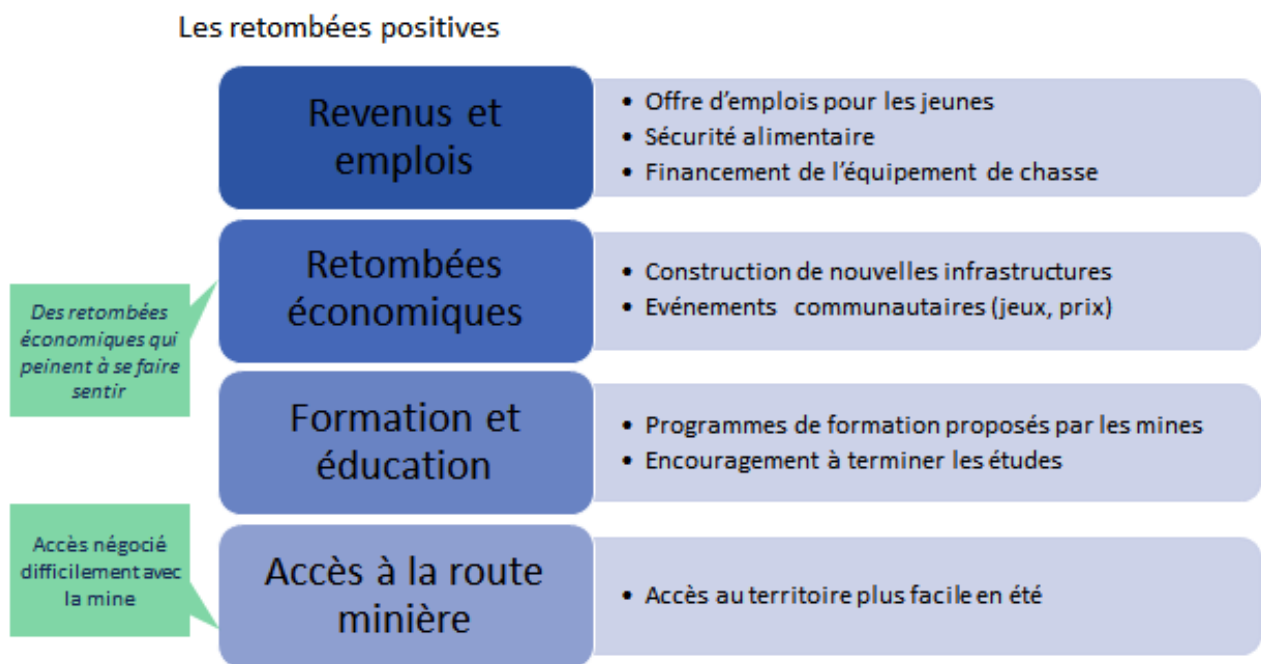 Les retombées positives
Revenus et
emplois
• Offre d'emplois pour les jeunes
• Sécurité alimentaire
• Financement de l'équipement de chasse
Retombées
économiques
• Construction de nouvelles infrastructures
• Evénements communautaires (jeux, prix)
Des retombées
économiques qui
peinent à se faire
sentir
Formation et
éducation
• Programmes de formation proposés par les mines
• Encouragement à terminer les études
Accès négocié
difficilement avec
la mine
Accès à la route
minière
• Accès au territoire plus facile en été